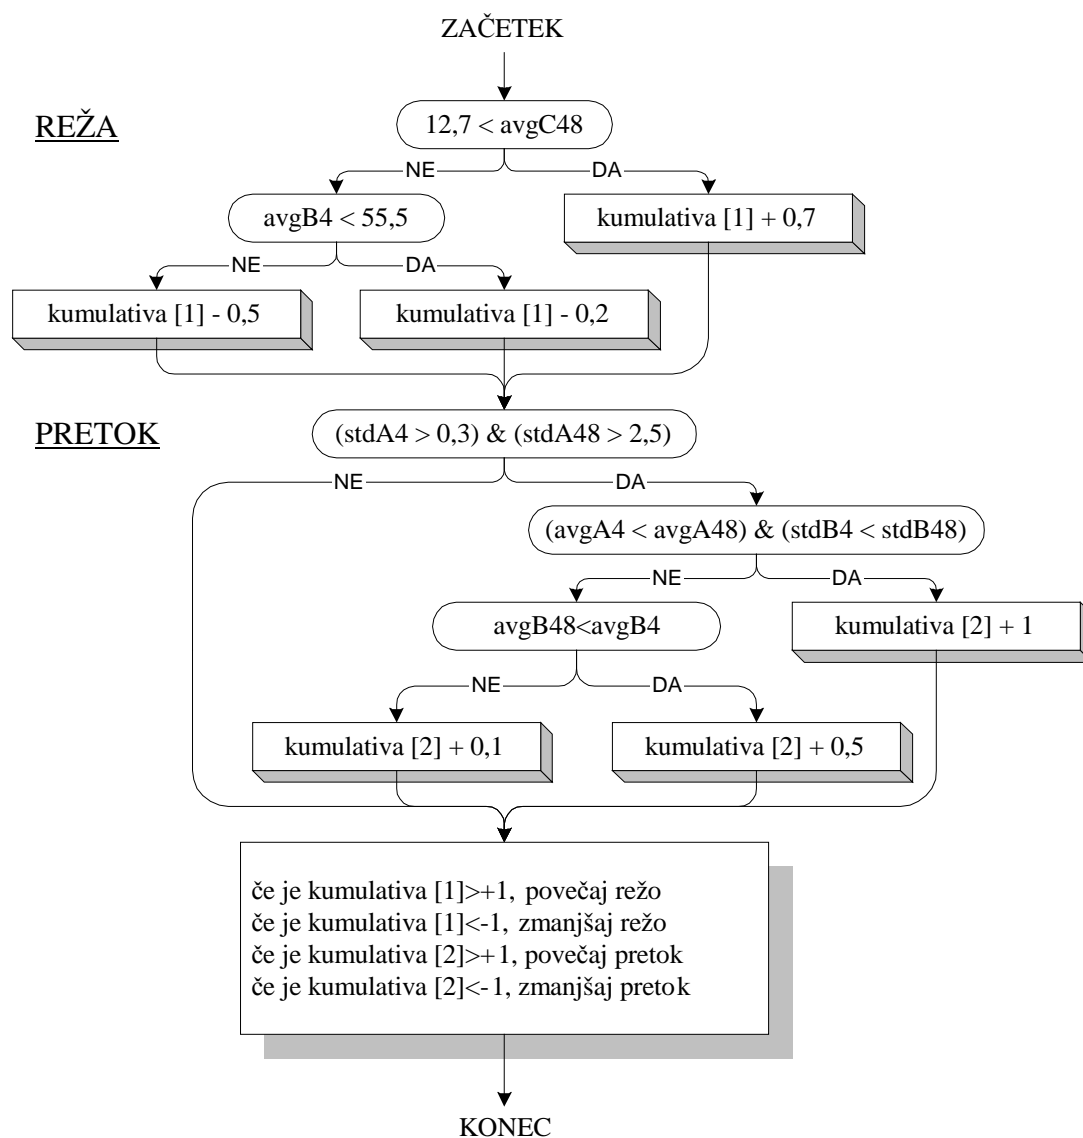 ZAČETEK
REŽA
12,7 < avgC48
NE
DA
avgB4 < 55,5
kumulativa [1] + 0,7
NE
DA
kumulativa [1] - 0,5
kumulativa [1] - 0,2
PRETOK
(stdA4 > 0,3) & (stdA48 > 2,5)
NE
DA
(avgA4 < avgA48) & (stdB4 < stdB48)
NE
DA
avgB48<avgB4
kumulativa [2] + 1
NE
DA
kumulativa [2] + 0,1
kumulativa [2] + 0,5
če je kumulativa [1]>+1, povečaj režo
če je kumulativa [1]<-1, zmanjšaj režo
če je kumulativa [2]>+1, povečaj pretok
če je kumulativa [2]<-1, zmanjšaj pretok
KONEC